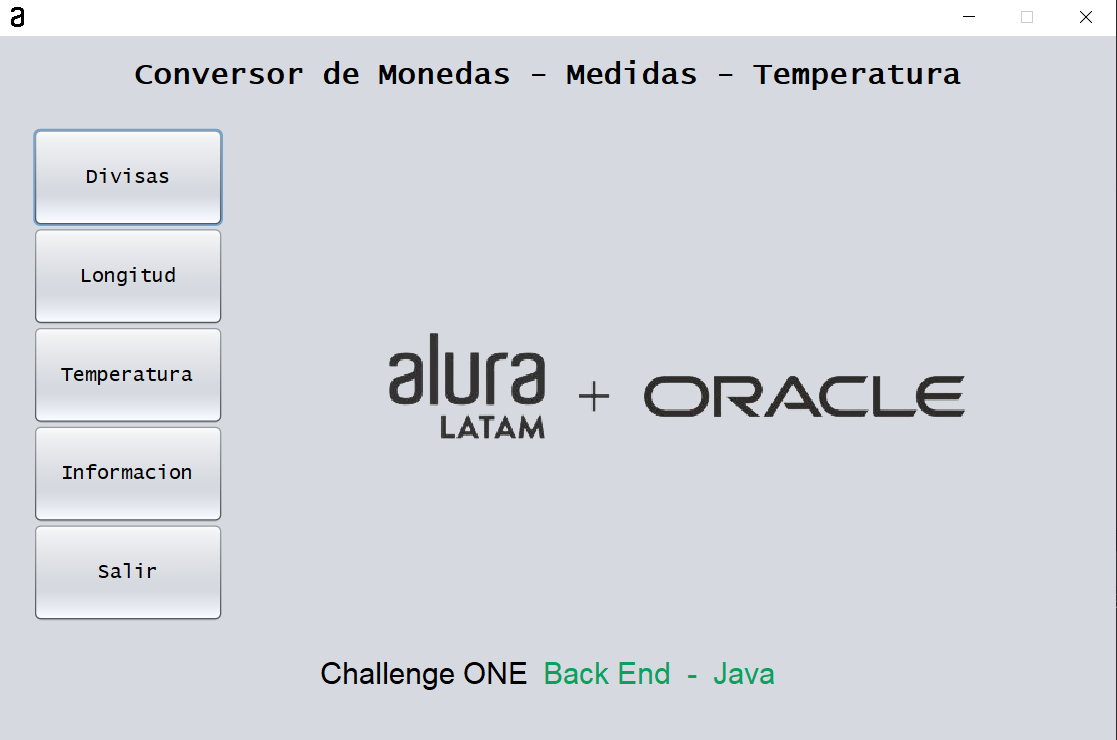 a
Conversor de Monedas - Medidas - Temperatura
Divisas
Longitud
Temperatura
Informacion
Salir
alura
LATAM
+
ORACLE
Challenge ONE Back End - Java